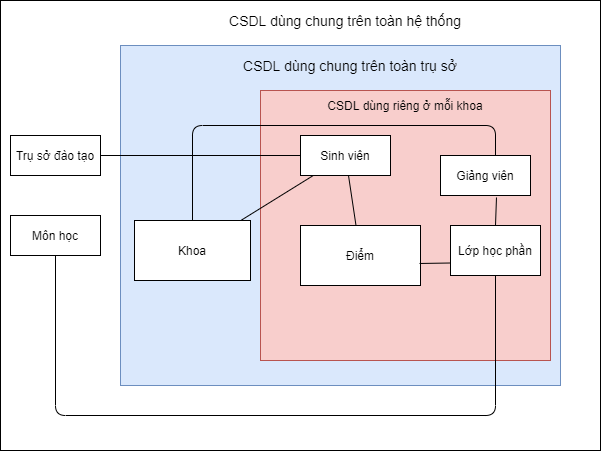 CSDL dùng chung trên toàn hệ thống
CSDL dùng chung trên toàn trụ sở
CSDL dùng riêng ở mỗi khoa
Trụ sở đào tạo
Sinh viên
Giảng viên
Môn học
Khoa
Điểm
Lớp học phần